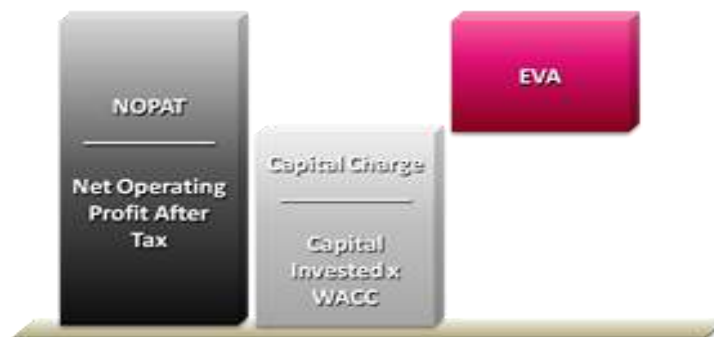 NOPAT
Net Operating
Profit After
Tax
Capital Charge
Capital
Invested x
WACC
EVA